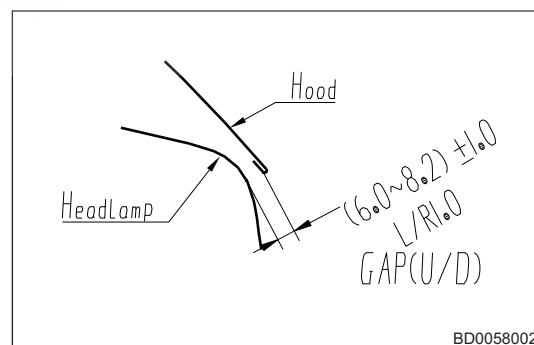 Hood
HeadLamp
(6.0~8.2) ±1.0
L/R1.0
GAP(U/D)
BD0058002